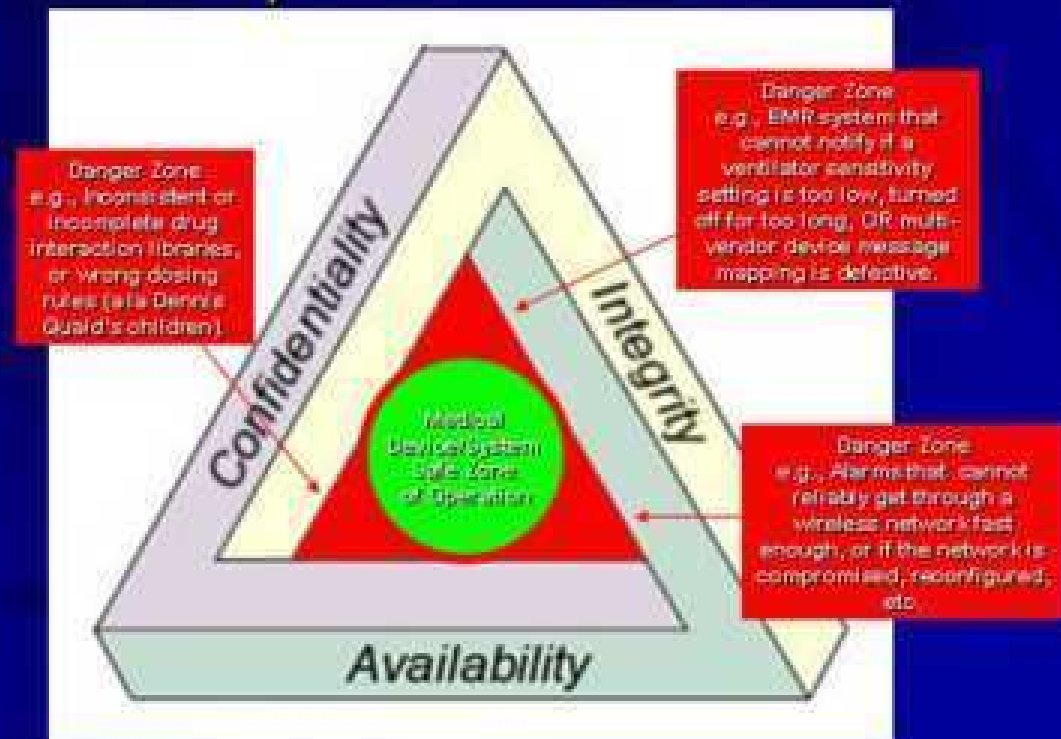 Danger Zone
e.g., Inconsistent or
incomplete drug
interaction libraries,
or wrong dosing
rules (a la Dennis
Quaid's children)
Danger Zone
e.g., EMR system that
cannot notify if a
ventilator sensitivity
setting is too low, turned
off for too long, OR multi-
vendor device message
mapping is defective.
Confidentiality
Integrity
Medical
Device/System
Safe Zone
of Operation
Danger Zone
e.g., Alarms that cannot
reliably get through a
wireless network fast
enough, or if the network is
compromised, reconfigured,
etc
Availability